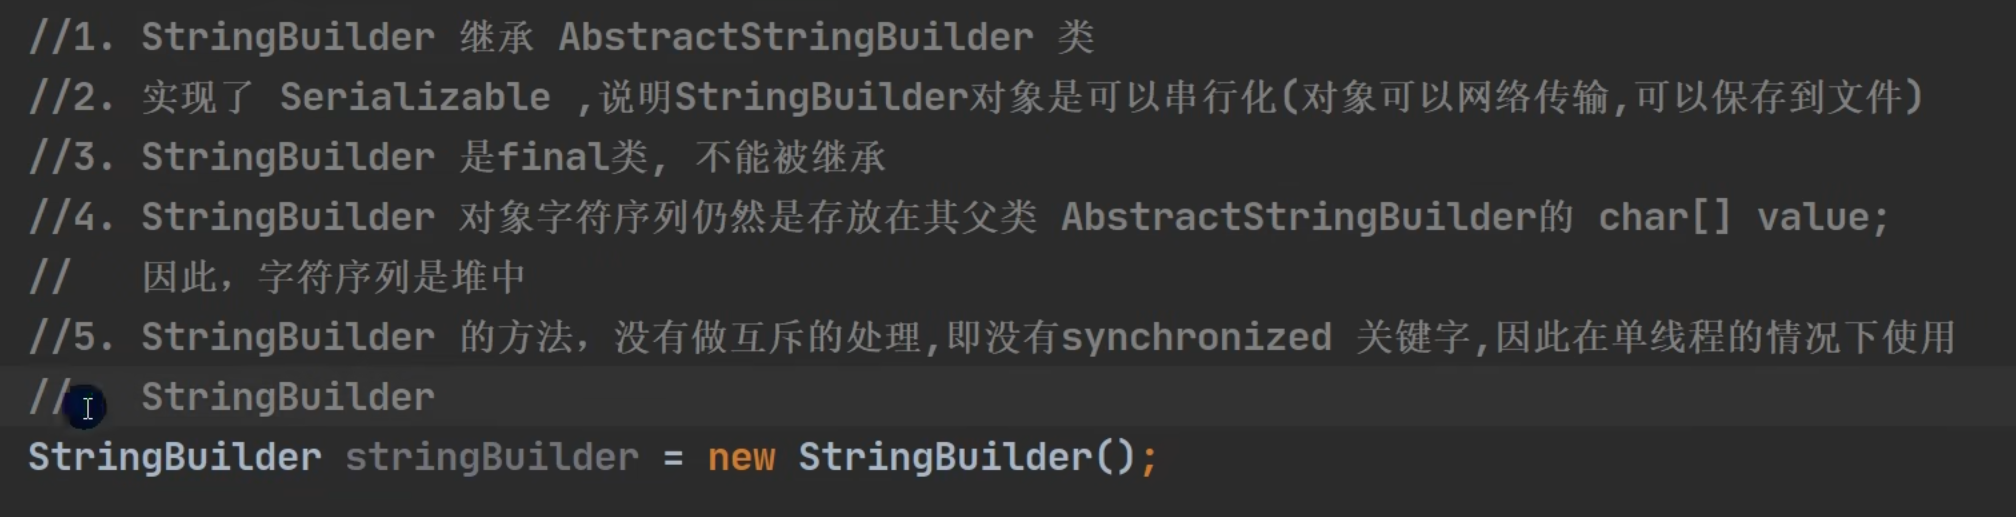 //1. StringBuilder 继承 AbstractStringBuilder 类
//2. 实现了 Serializable ,说明StringBuilder对象是可以串行化(对象可以网络传输,可以保存到文件)
//3. StringBuilder 是final类, 不能被继承
//4. StringBuilder 对象字符序列仍然是存放在其父类 AbstractStringBuilder的 char[] value;
//   因此，字符序列是堆中
//5. StringBuilder 的方法，没有做互斥的处理,即没有synchronized 关键字,因此在单线程的情况下使用
//   StringBuilder
StringBuilder stringBuilder = new StringBuilder();